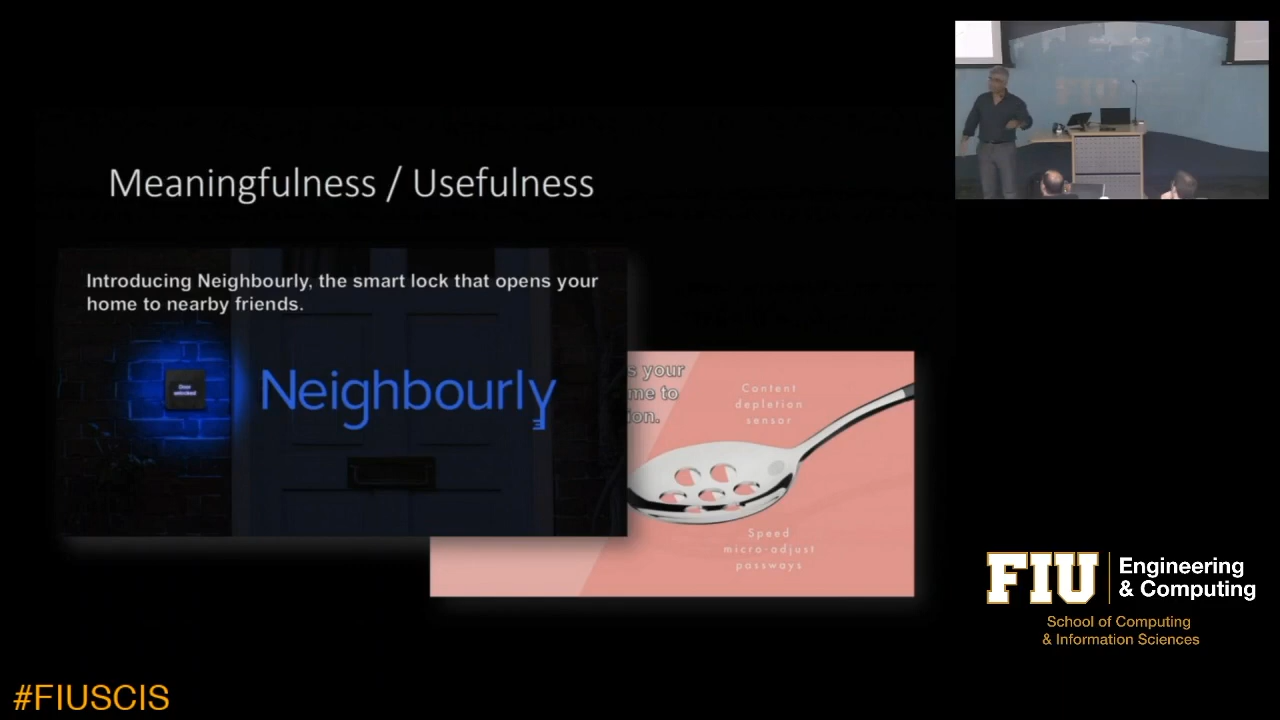 Meaningfulness / Usefulness
Introducing Neighbourly, the smart lock that opens your
home to nearby friends.
Neighbourly
s your
me to
ion.
Content
depletion
sensor
Speed
micro-adjust
passways
FIU
Engineering
& Computing
School of Computing
& Information Sciences
#FIUSCIS